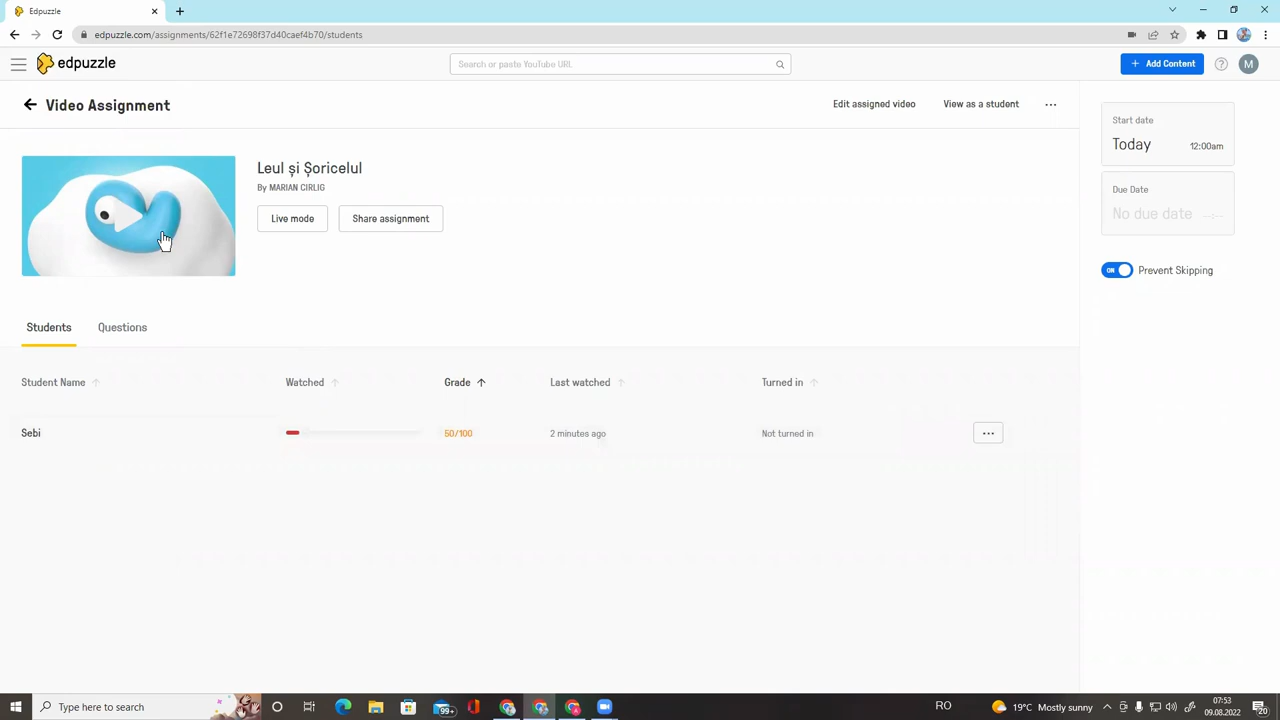 Edpuzzle
edpuzzle.com/assignments/62f1e72698f37d40caef4b70/students
edpuzzle
Search or paste YouTube URL
+ Add Content
?
M
Video Assignment
Edit assigned video
View as a student
Leul și Șoricelul
By MARIAN CIRLIG
Live mode
Share assignment
Start date
Today
12:00am
Due Date
No due date
--:--
ON
Prevent Skipping
Students
Questions
Student Name
Watched
Grade
Last watched
Turned in
Sebi
50/100
2 minutes ago
Not turned in
Type here to search
99+
19°C Mostly sunny
RO
07:53
09.08.2022
20